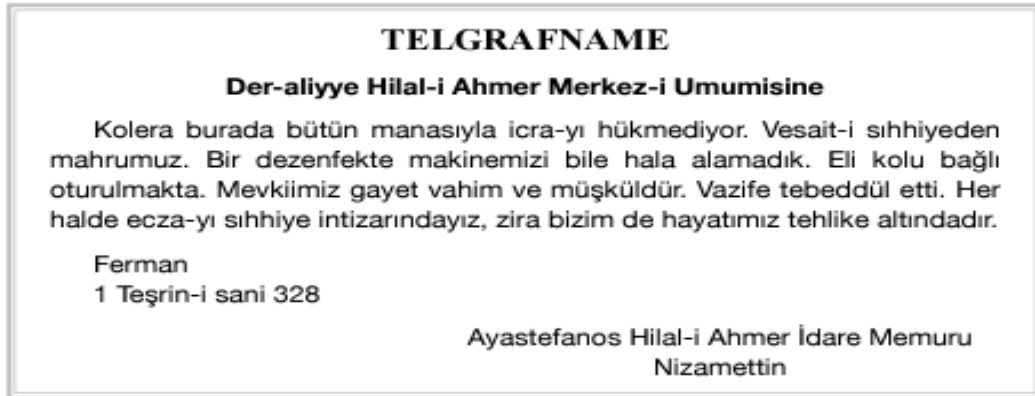 TELGRAFNAME
Der-aliyye Hilal-i Ahmer Merkez-i Umumisine
Kolera burada bütün manasıyla icra-yı hükmediyor. Vesait-i sıhhiyeden
mahrumuz. Bir dezenfekte makinemizi bile hala alamadık. Eli kolu bağlı
oturulmakta. Mevkiimiz gayet vahim ve müşküldür. Vazife tebeddül etti. Her
halde ecza-yı sıhhiye intizarındayız, zira bizim de hayatımız tehlike altındadır.
Ferman
1 Teşrin-i sani 328
Ayastefanos Hilal-i Ahmer İdare Memuru
Nizamettin